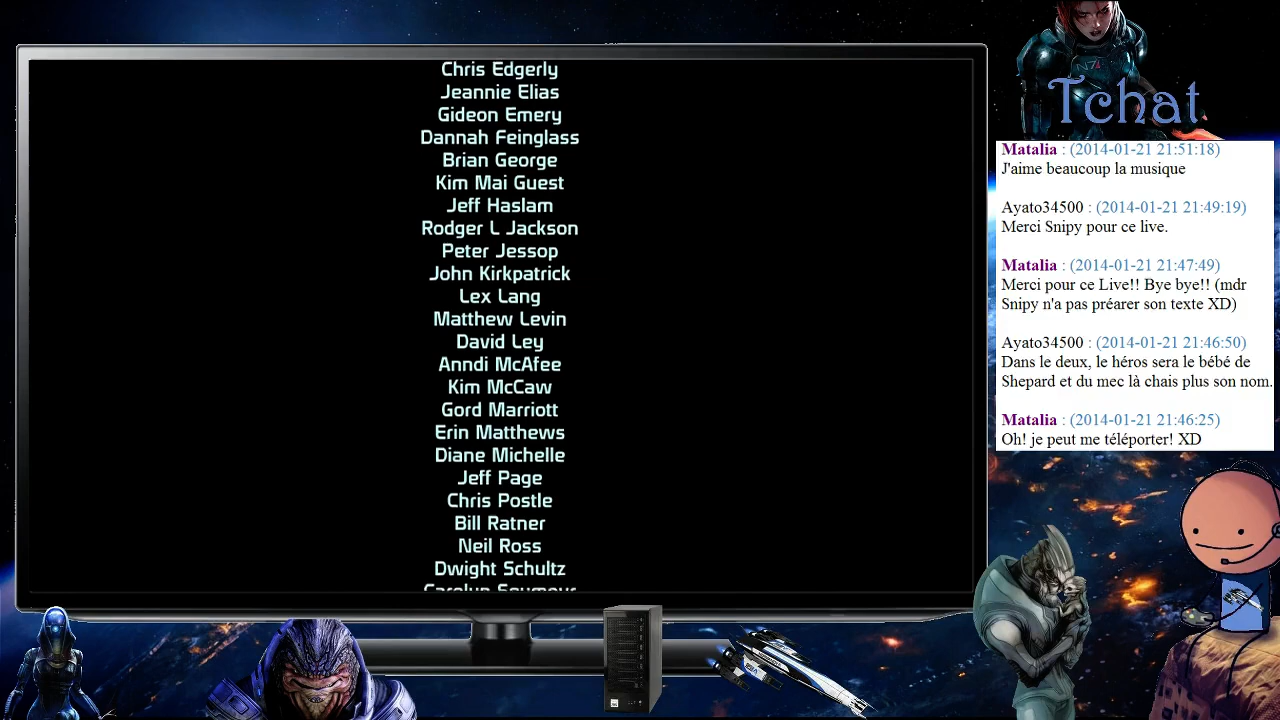 Chris Edgerly
Jeannie Elias
Gideon Emery
Dannah Feinglass
Brian George
Kim Mai Guest
Jeff Haslam
Rodger L Jackson
Peter Jessop
John Kirkpatrick
Lex Lang
Matthew Levin
David Ley
Anndi McAfee
Kim McCaw
Gord Marriott
Erin Matthews
Diane Michelle
Jeff Page
Chris Postle
Bill Ratner
Neil Ross
Dwight Schultz
Carolyn Seymour
N7
Tchat
Matalia : (2014-01-21 21:51:18)
J'aime beaucoup la musique
Ayato34500 : (2014-01-21 21:49:19)
Merci Snipy pour ce live.
Matalia : (2014-01-21 21:47:49)
Merci pour ce Live!! Bye bye!! (mdr
Snipy n'a pas préarer son texte XD)
Ayato34500 : (2014-01-21 21:46:50)
Dans le deux, le héros sera le bébé de
Shepard et du mec là chais plus son nom.
Matalia : (2014-01-21 21:46:25)
Oh! je peut me téléporter! XD